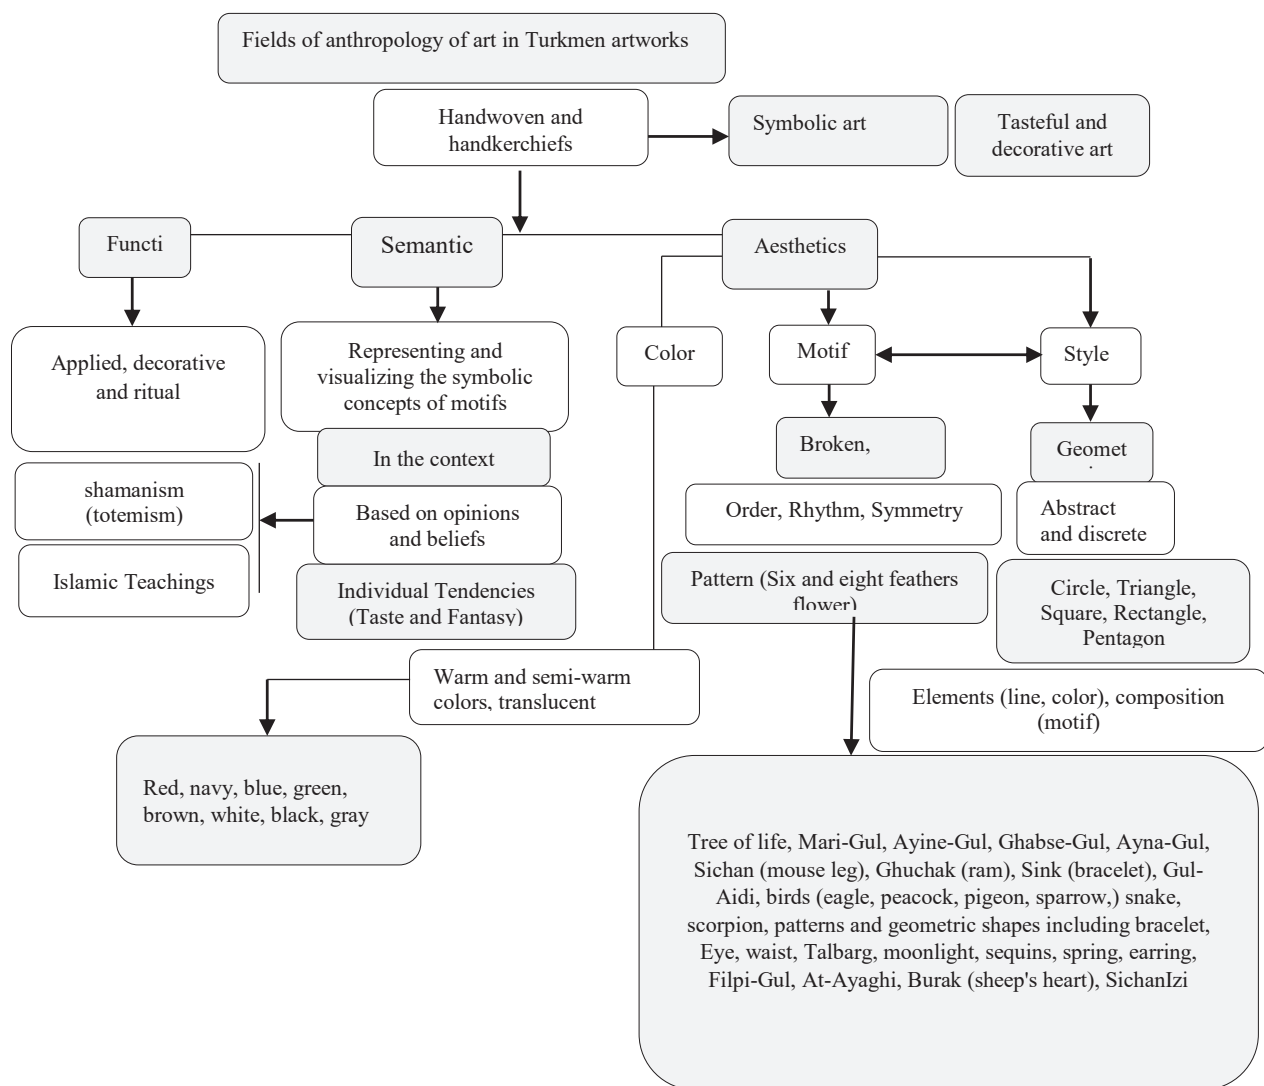 Fields of anthropology of art in Turkmen artworks
Handwoven and
handkerchiefs
Symbolic art
Tasteful and
decorative art
Functi
Semantic
Aesthetics
Applied, decorative
and ritual
Representing and
visualizing the symbolic
concepts of motifs
Color
Motif
Style
In the context
Broken,
Geomet
shamanism
(totemism)
Based on opinions
and beliefs
Order, Rhythm, Symmetry
Abstract
and discrete
Islamic Teachings
Individual Tendencies
(Taste and Fantasy)
Pattern (Six and eight feathers
flower)
Circle, Triangle,
Square, Rectangle,
Pentagon
Warm and semi-warm
colors, translucent
Elements (line, color), composition
(motif)
Red, navy, blue, green,
brown, white, black, gray
Tree of life, Mari-Gul, Ayine-Gul, Ghabse-Gul, Ayna-Gul,
Sichan (mouse leg), Ghuchak (ram), Sink (bracelet), Gul-
Aidi, birds (eagle, peacock, pigeon, sparrow,) snake,
scorpion, patterns and geometric shapes including bracelet,
Eye, waist, Talbarg, moonlight, sequins, spring, earring,
Filpi-Gul, At-Ayaghi, Burak (sheep's heart), SichanIzi